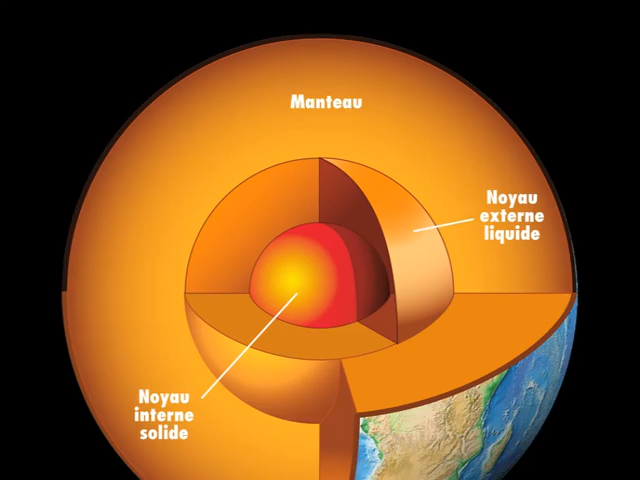 Manteau
Noyau
externe
liquide
Noyau
interne
solide